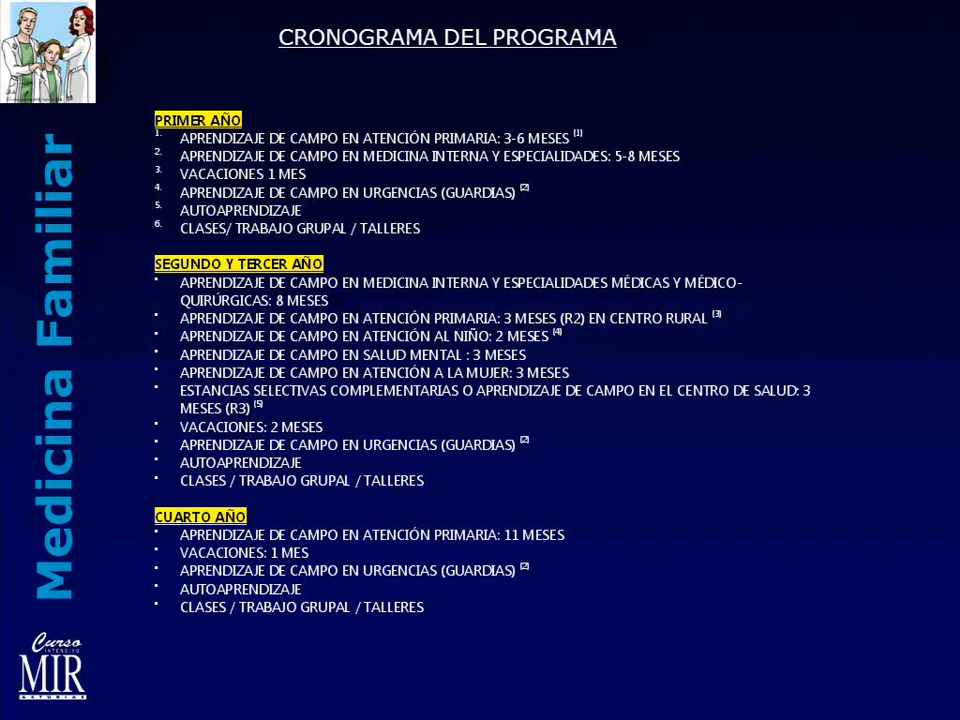 CRONOGRAMA DEL PROGRAMA
PRIMER AÑO
1. APRENDIZAJE DE CAMPO EN ATENCIÓN PRIMARIA: 3-6 MESES [1]
2. APRENDIZAJE DE CAMPO EN MEDICINA INTERNA Y ESPECIALIDADES: 5-8 MESES
3. VACACIONES 1 MES
4. APRENDIZAJE DE CAMPO EN URGENCIAS (GUARDIAS) [2]
5. AUTOAPRENDIZAJE
6. CLASES/ TRABAJO GRUPAL / TALLERES
SEGUNDO Y TERCER AÑO
• APRENDIZAJE DE CAMPO EN MEDICINA INTERNA Y ESPECIALIDADES MÉDICAS Y MÉDICO-
QUIRÚRGICAS: 8 MESES
• APRENDIZAJE DE CAMPO EN ATENCIÓN PRIMARIA: 3 MESES (R2) EN CENTRO RURAL [3]
• APRENDIZAJE DE CAMPO EN ATENCIÓN AL NIÑO: 2 MESES [4]
• APRENDIZAJE DE CAMPO EN SALUD MENTAL : 3 MESES
• APRENDIZAJE DE CAMPO EN ATENCIÓN A LA MUJER: 3 MESES
• ESTANCIAS SELECTIVAS COMPLEMENTARIAS O APRENDIZAJE DE CAMPO EN EL CENTRO DE SALUD: 3
MESES (R3) [5]
• VACACIONES: 2 MESES
• APRENDIZAJE DE CAMPO EN URGENCIAS (GUARDIAS) [2]
• AUTOAPRENDIZAJE
• CLASES / TRABAJO GRUPAL / TALLERES
CUARTO AÑO
• APRENDIZAJE DE CAMPO EN ATENCIÓN PRIMARIA: 11 MESES
• VACACIONES: 1 MES
• APRENDIZAJE DE CAMPO EN URGENCIAS (GUARDIAS) [2]
• AUTOAPRENDIZAJE
• CLASES / TRABAJO GRUPAL / TALLERES
Medicina Familiar
Curso
INTENSIVO
MIR
ASTURIAS